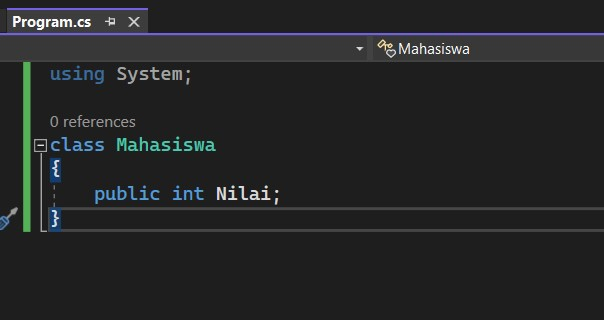 Program.cs
Mahasiswa
using System;
0 references
class Mahasiswa
{
public int Nilai;
}